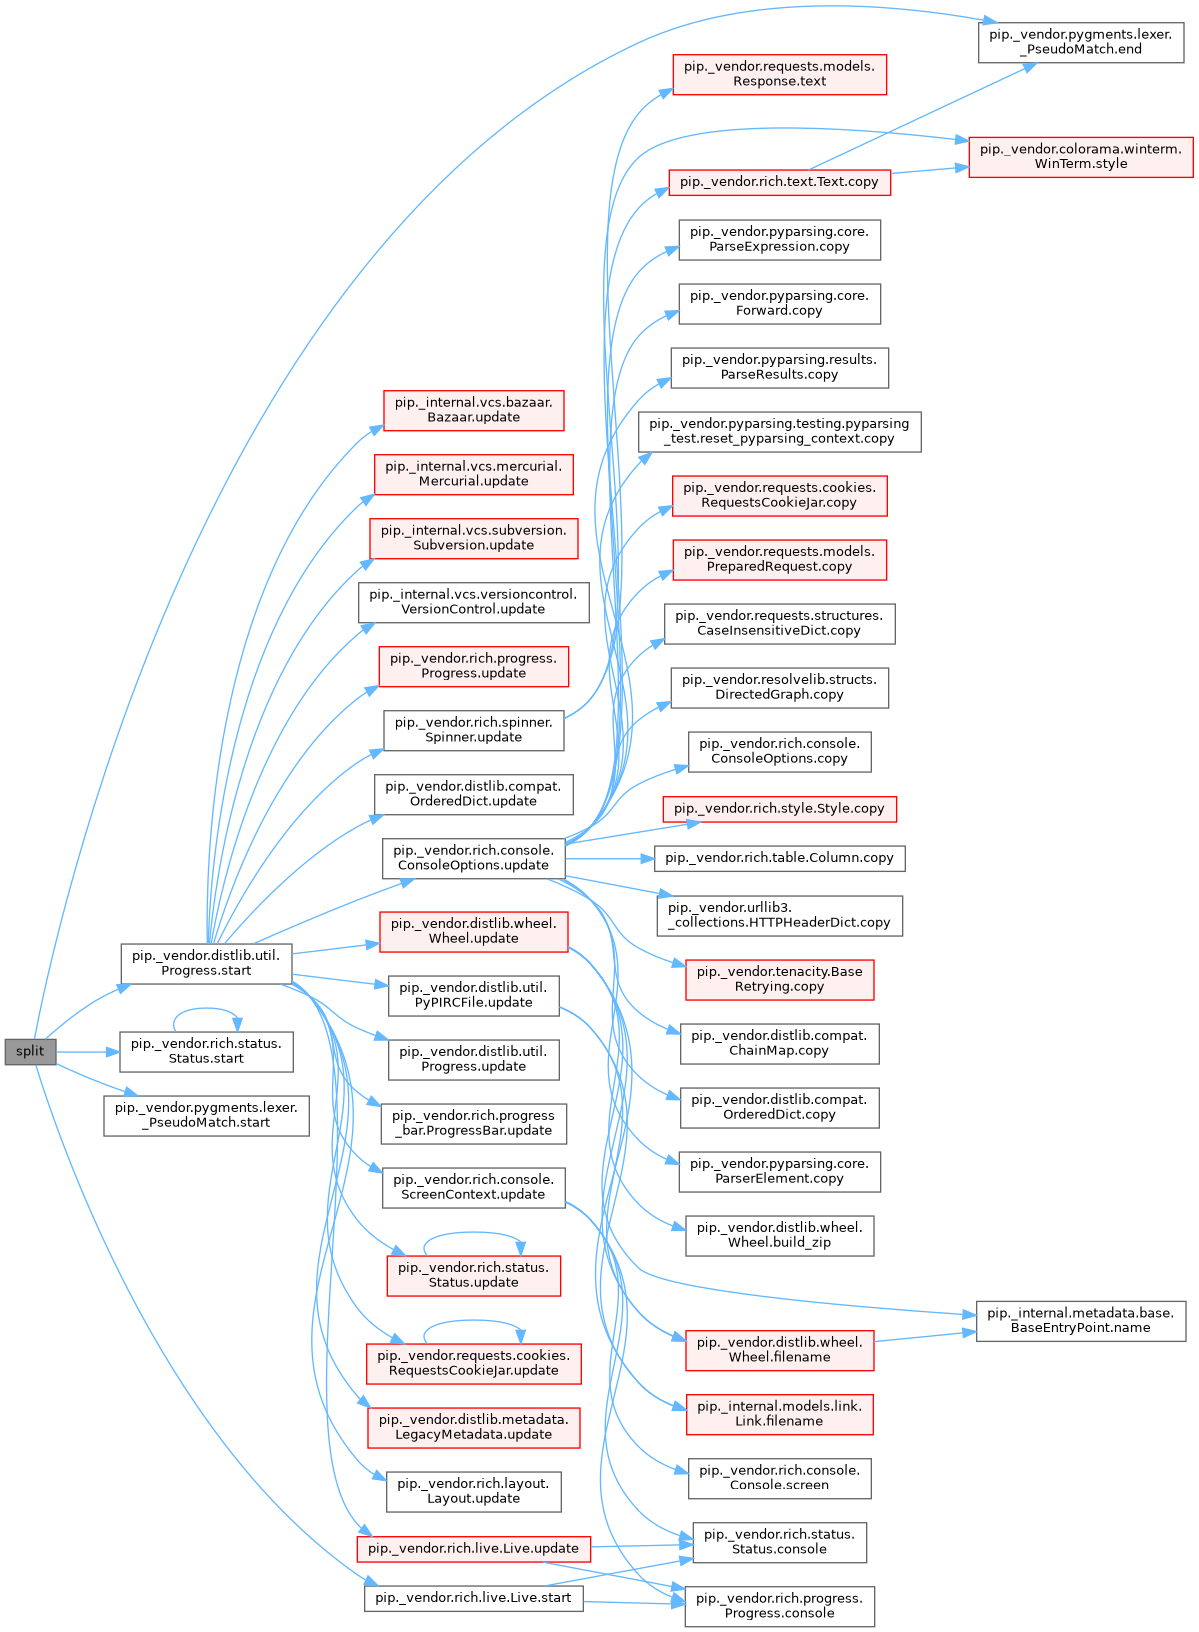 split
pip._vendor.distlib.util.
Progress.start
pip._vendor.rich.status.
Status.start
pip._vendor.pygments.lexer.
_PseudoMatch.start
pip._internal.vcs.bazaar.
Bazaar.update
pip._internal.vcs.mercurial.
Mercurial.update
pip._internal.vcs.subversion.
Subversion.update
pip._internal.vcs.versioncontrol.
VersionControl.update
pip._vendor.rich.progress.
Progress.update
pip._vendor.rich.spinner.
Spinner.update
pip._vendor.distlib.compat.
OrderedDict.update
pip._vendor.rich.console.
ConsoleOptions.update
pip._vendor.distlib.wheel.
Wheel.update
pip._vendor.distlib.util.
PyPIRCFile.update
pip._vendor.distlib.util.
Progress.update
pip._vendor.rich.progress
_bar.ProgressBar.update
pip._vendor.rich.console.
ScreenContext.update
pip._vendor.rich.status.
Status.update
pip._vendor.requests.cookies.
RequestsCookieJar.update
pip._vendor.distlib.metadata.
LegacyMetadata.update
pip._vendor.rich.layout.
Layout.update
pip._vendor.rich.live.Live.update
pip._vendor.rich.live.Live.start
pip._vendor.requests.models.
Response.text
pip._vendor.rich.text.Text.copy
pip._vendor.pyparsing.core.
ParseExpression.copy
pip._vendor.pyparsing.core.
Forward.copy
pip._vendor.pyparsing.results.
ParseResults.copy
pip._vendor.pyparsing.testing.pyparsing
_test.reset_pyparsing_context.copy
pip._vendor.requests.cookies.
RequestsCookieJar.copy
pip._vendor.requests.models.
PreparedRequest.copy
pip._vendor.requests.structures.
CaseInsensitiveDict.copy
pip._vendor.resolvelib.structs.
DirectedGraph.copy
pip._vendor.rich.console.
ConsoleOptions.copy
pip._vendor.rich.style.Style.copy
pip._vendor.rich.table.Column.copy
pip._vendor.urllib3.
_collections.HTTPHeaderDict.copy
pip._vendor.tenacity.Base
Retrying.copy
pip._vendor.distlib.compat.
ChainMap.copy
pip._vendor.distlib.compat.
OrderedDict.copy
pip._vendor.pyparsing.core.
ParserElement.copy
pip._vendor.distlib.wheel.
Wheel.build_zip
pip._vendor.distlib.wheel.
Wheel.filename
pip._internal.models.link.
Link.filename
pip._vendor.rich.console.
Console.screen
pip._vendor.rich.status.
Status.console
pip._vendor.rich.progress.
Progress.console
pip._vendor.pygments.lexer.
_PseudoMatch.end
pip._vendor.colorama.winterm.
WinTerm.style
pip._internal.metadata.base.
BaseEntryPoint.name